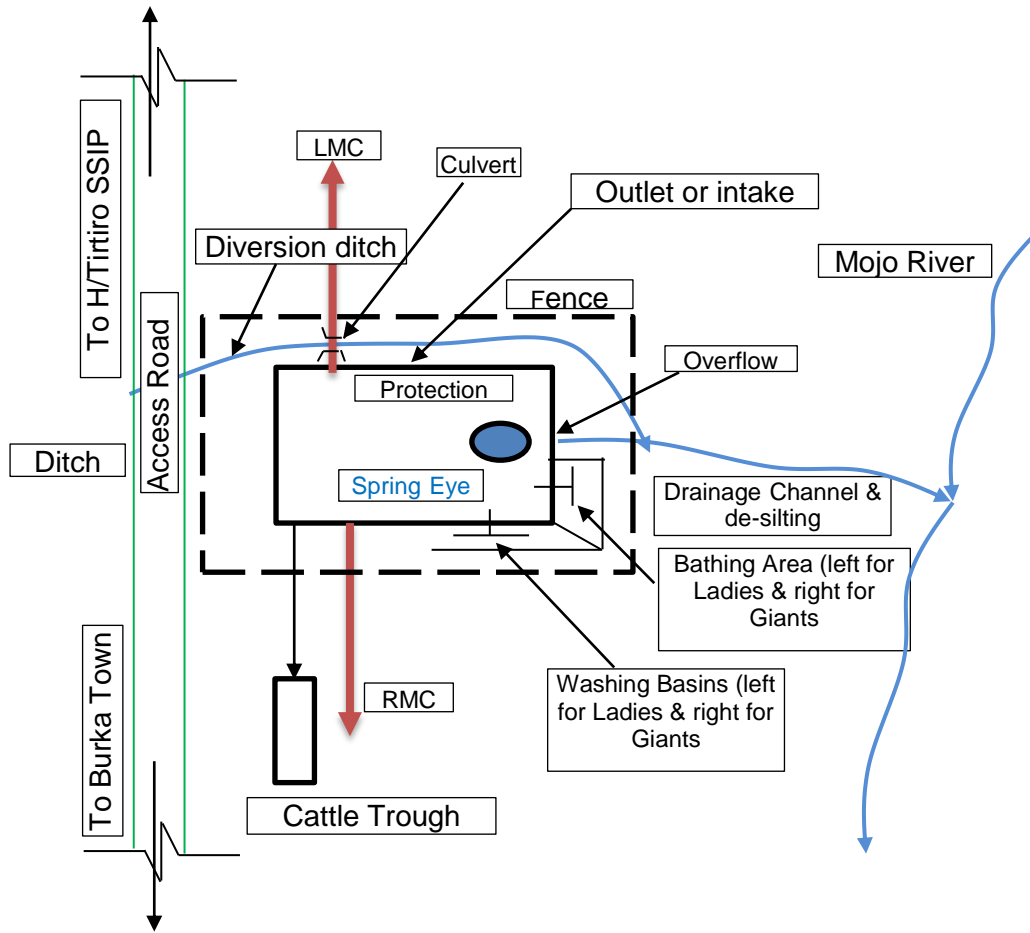 To H/Tirtiro SSIP
LMC
Culvert
Outlet or intake
Diversion ditch
Mojo River
Fence
Access Road
Overflow
Protection
Ditch
Spring Eye
Drainage Channel &
de-silting
Bathing Area (left for
Ladies & right for
Giants
To Burka Town
RMC
Washing Basins (left
for Ladies & right for
Giants
Cattle Trough